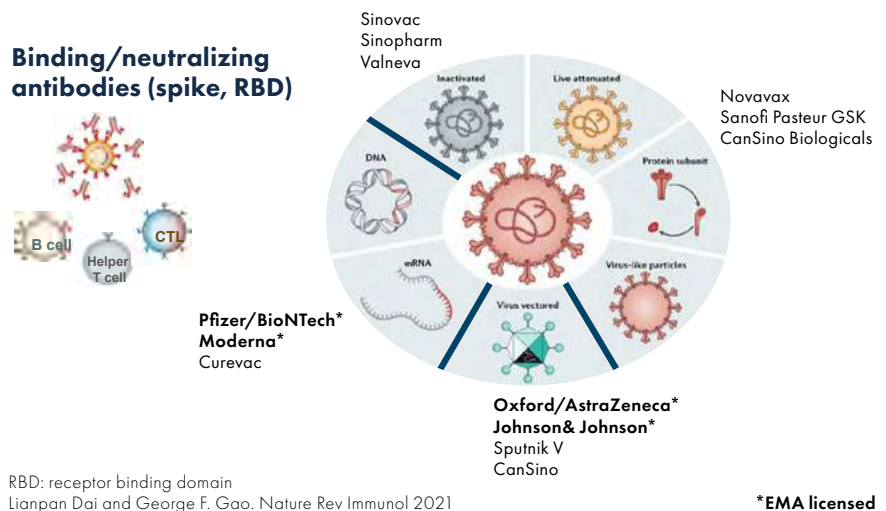 Binding/neutralizing
antibodies (spike, RBD)
Sinovac
Sinopharm
Valneva
Inactivated
Live attenuated
Novavax
Sanofi Pasteur GSK
CanSino Biologicals
DNA
Protein subunit
B cell
CTL
Helper
T cell
mRNA
Virus-like particles
Virus vectored
Pfizer/BioNTech*
Moderna*
Curevac
Oxford/AstraZeneca*
Johnson& Johnson*
Sputnik V
CanSino
RBD: receptor binding domain
Lianpan Dai and George F. Gao. Nature Rev Immunol 2021
*EMA licensed